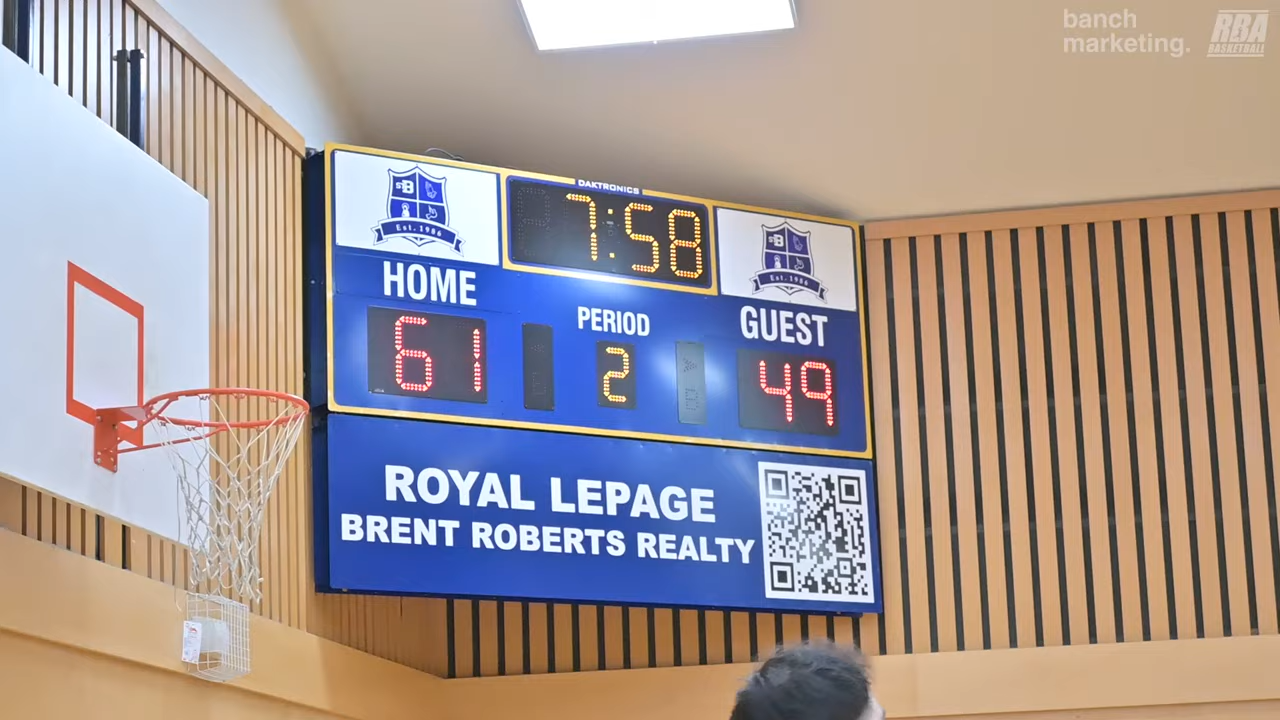 banch
marketing.
RBA
BASKETBALL
DAKTRONICS
STB
Est. 1986
7:58
B
Est. 1986
HOME
PERIOD
GUEST
61
2
49
ROYAL LEPAGE
BRENT ROBERTS REALTY